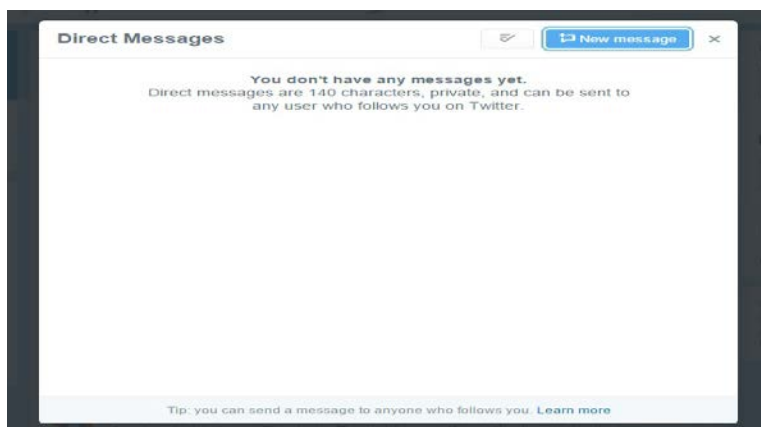 Direct Messages
New message
You don't have any messages yet.
Direct messages are 140 characters, private, and can be sent to
any user who follows you on Twitter.
Tip: you can send a message to anyone who follows you. Learn more